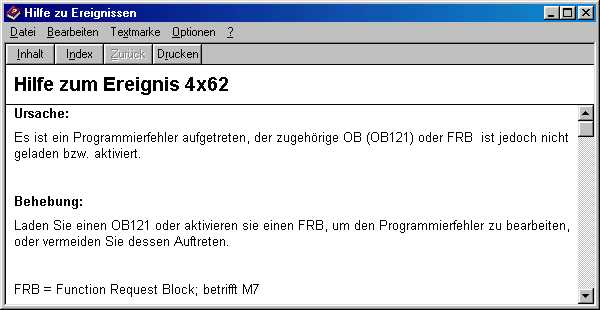 Hilfe zu Ereignissen
Datei Bearbeiten Textmarke Optionen ?
Inhalt Index Zurück Drucken
Hilfe zum Ereignis 4x62
Ursache:
Es ist ein Programmierfehler aufgetreten, der zugehörige OB (OB121) oder FRB ist jedoch nicht
geladen bzw. aktiviert.
Behebung:
Laden Sie einen OB121 oder aktivieren sie einen FRB, um den Programmierfehler zu bearbeiten,
oder vermeiden Sie dessen Auftreten.
FRB = Function Request Block; betrifft M7